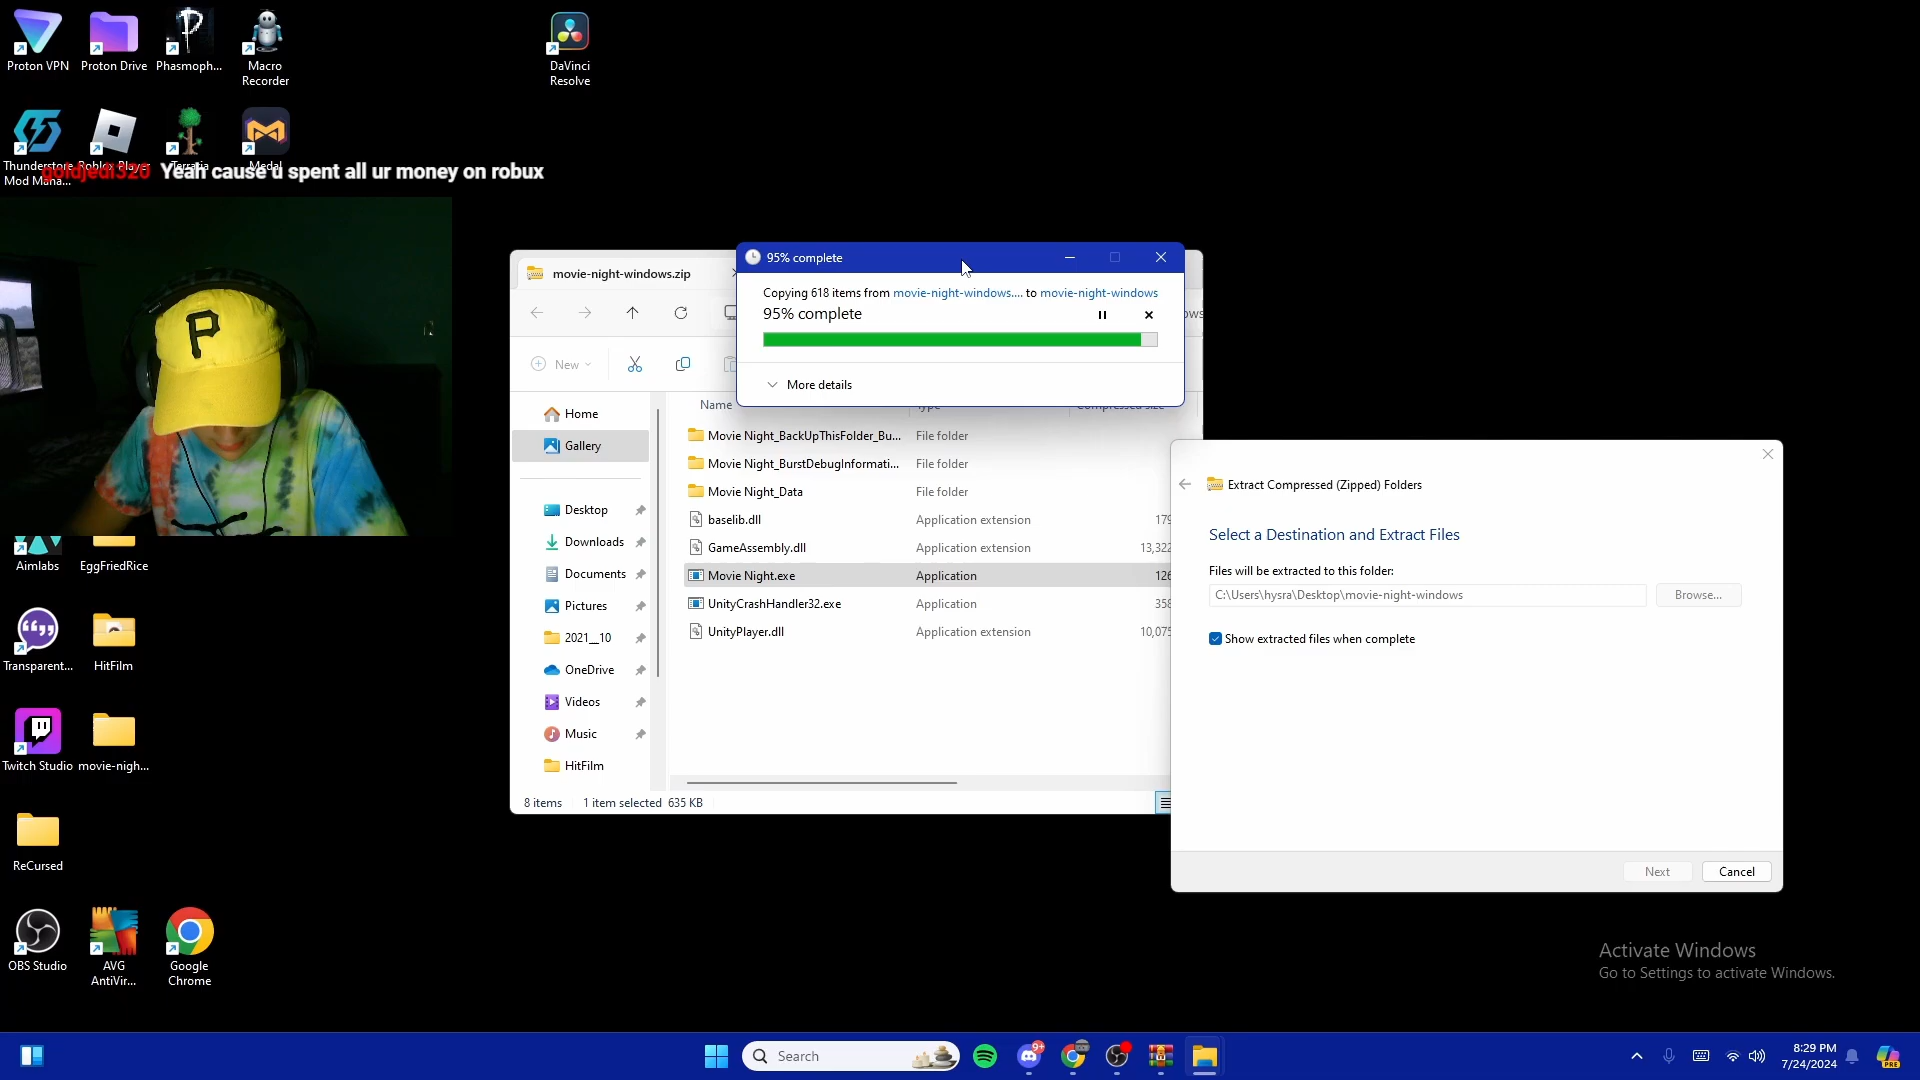 Proton VPN
Proton Drive
Phasmoph...
Macro
Recorder
DaVinci
Resolve
Thunderstore
Mod Mana...
Roblox Player
Terraria
Medal
goldjedi320 Yeah cause u spent all ur money on robux
P
Aimlabs
EggFriedRice
Transparent...
HitFilm
Twitch Studio
movie-nigh...
ReCursed
OBS Studio
AVG
AntiVir...
Google
Chrome
movie-night-windows.zip
95% complete
Copying 618 items from movie-night-windows.... to movie-night-windows
95% complete
More details
New
Name
Type
Compressed size
Home
Gallery
Desktop
Downloads
Documents
Pictures
2021__10
OneDrive
Videos
Music
HitFilm
Movie Night_BackUpThisFolder_Bu...
File folder
Movie Night_BurstDebugInformati...
File folder
Movie Night_Data
File folder
baselib.dll
Application extension
179
GameAssembly.dll
Application extension
13,322
Movie Night.exe
Application
126
UnityCrashHandler32.exe
Application
358
UnityPlayer.dll
Application extension
10,075
8 items
1 item selected 635 KB
Extract Compressed (Zipped) Folders
Select a Destination and Extract Files
Files will be extracted to this folder:
C:\Users\hysra\Desktop\movie-night-windows
Browse...
Show extracted files when complete
Next
Cancel
Activate Windows
Go to Settings to activate Windows.
Search
9+
8:29 PM
7/24/2024
PRE